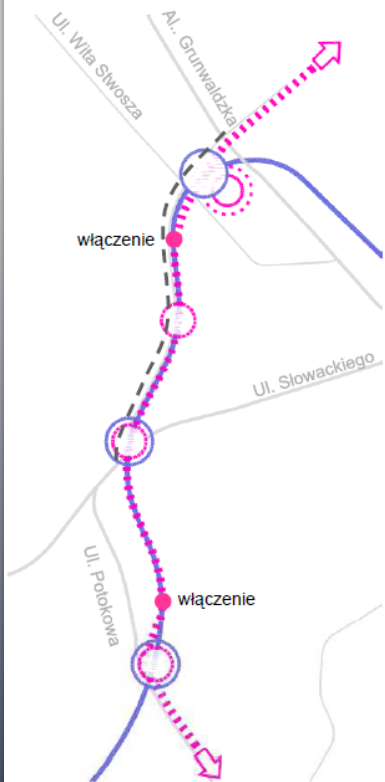 Ul. Wita Stwosza
Al.. Grunwaldzka
włączenie
Ul. Słowackiego
Ul. Potokowa
włączenie